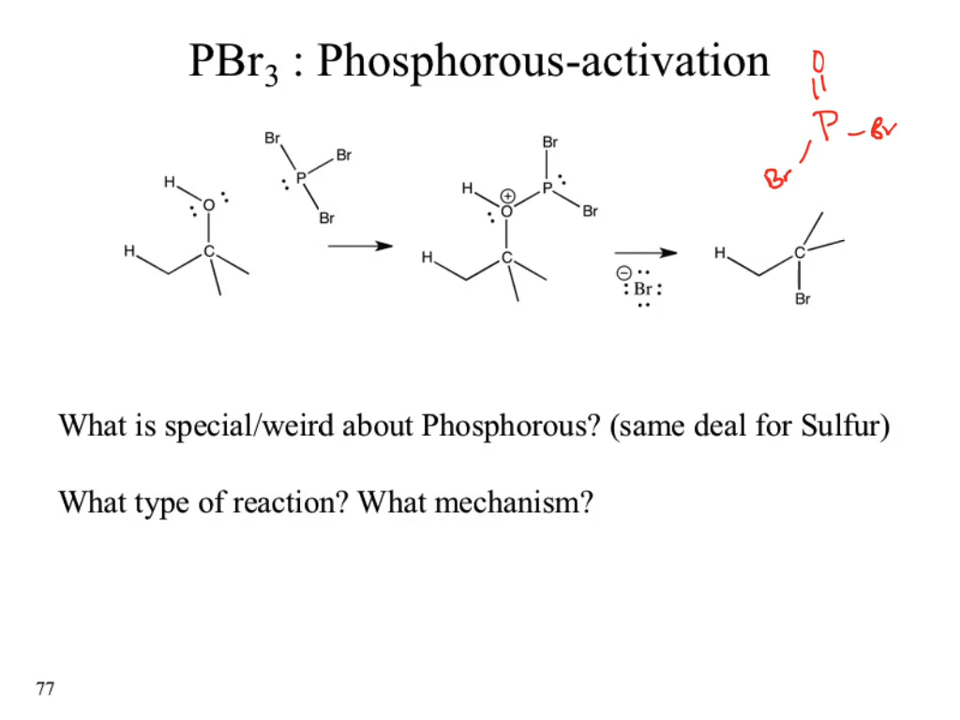 PBr3 : Phosphorous-activation
O
P
Br
Br
Br
Br
P
Br
H
O
H
C
Br
H
O
P
Br
H
C
Br
H
C
Br
What is special/weird about Phosphorous? (same deal for Sulfur)
What type of reaction? What mechanism?
77